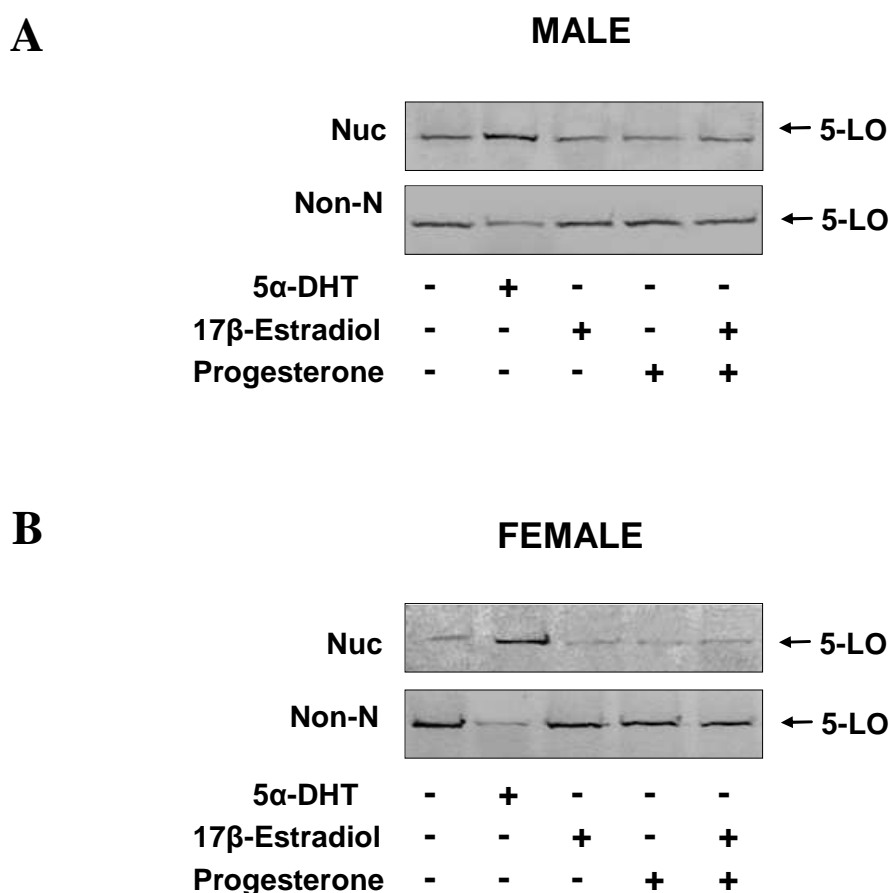 A
MALE
Nuc ← 5-LO
Non-N ← 5-LO
5α-DHT - + - - -
17β-Estradiol - - + - +
Progesterone - - - + +
B
FEMALE
Nuc ← 5-LO
Non-N ← 5-LO
5α-DHT - + - - -
17β-Estradiol - - + - +
Progesterone - - - + +